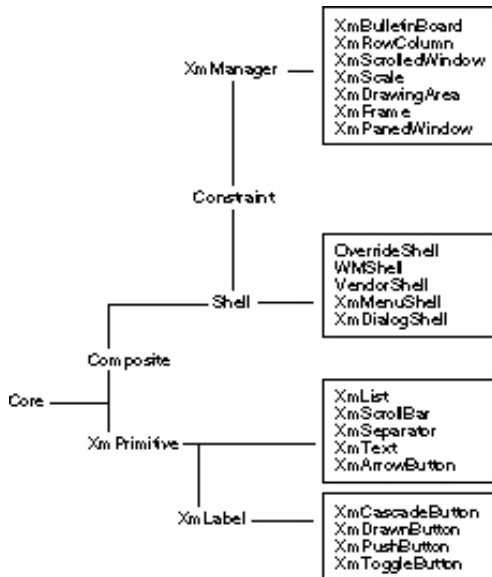 XmBulletinBoard
XmRowColumn
XmManager
XmScrolledWindow
XmScale
XmDrawingArea
XmFrame
XmPanedWindow
Constraint
OverrideShell
WMShell
VendorShell
Shell
XmMenuShell
XmDialogShell
Composite
Core
XmList
XmScrollBar
XmSeparator
XmPrimitive
XmText
XmArrowButton
XmLabel
XmCascadeButton
XmDrawnButton
XmPushButton
XmToggleButton